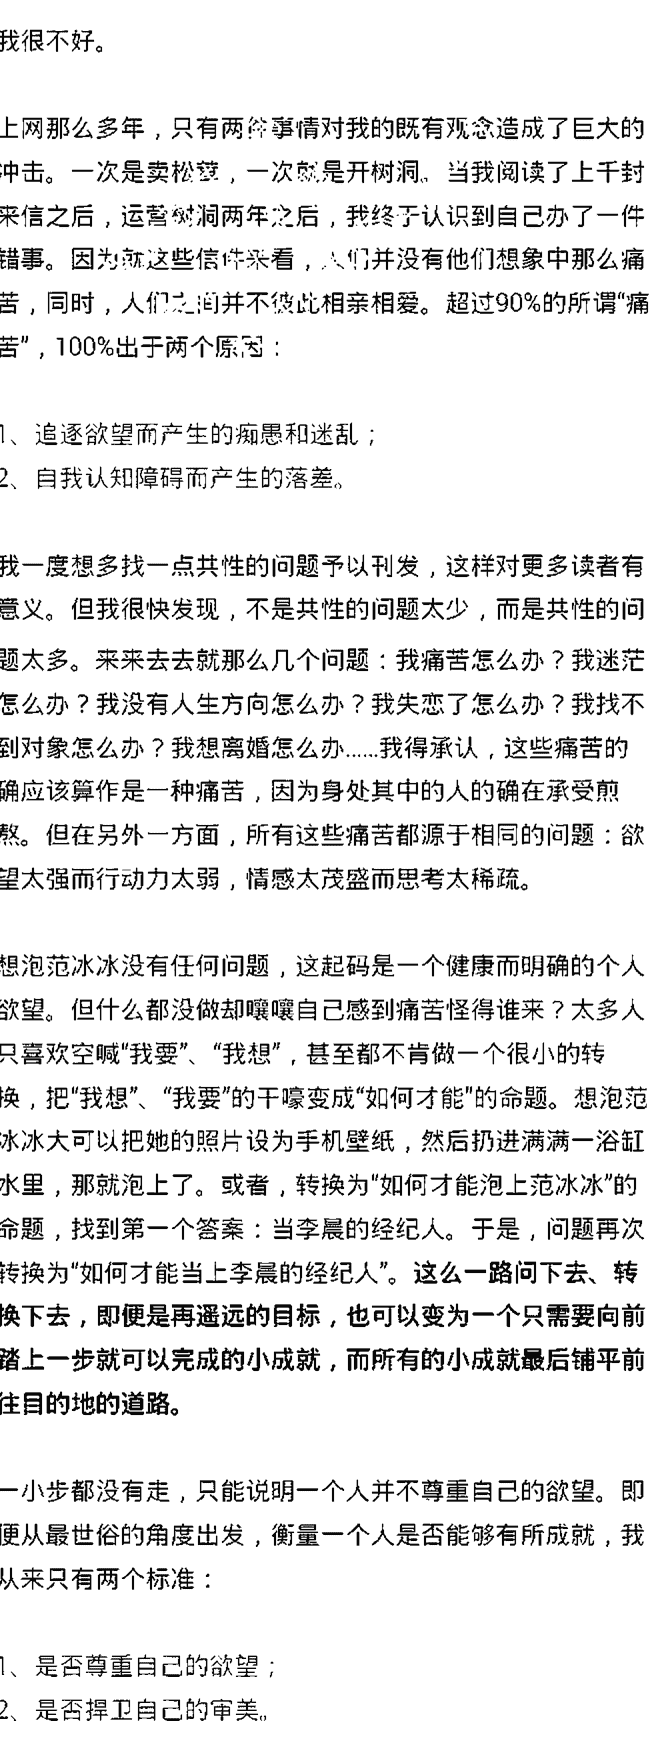 我很不好。
上网那么多年，只有两件事情对我的既有观念造成了巨大的
冲击。一次是卖松茸，一次就是开树洞。当我阅读了上千封
来信之后，运营树洞两年之后，我终于认识到自己办了一件
错事。因为就这些信件来看，人们并没有他们想象中那么痛
苦，同时，人们之间并不彼此相亲相爱。超过90%的所谓“痛
苦”，100%出于两个原因：
1、追逐欲望而产生的痴愚和迷乱；
2、自我认知障碍而产生的落差。
我一度想多找一点共性的问题予以刊发，这样对更多读者有
意义。但我很快发现，不是共性的问题太少，而是共性的问
题太多。来来去去就那么几个问题：我痛苦怎么办？我迷茫
怎么办？我没有人生方向怎么办？我失恋了怎么办？我找不
到对象怎么办？我想离婚怎么办……我得承认，这些痛苦的
确应该算作是一种痛苦，因为身处其中的人的确在承受煎
熬。但在另外一方面，所有这些痛苦都源于相同的问题：欲
望太强而行动力太弱，情感太茂盛而思考太稀疏。
想泡范冰冰没有任何问题，这起码是一个健康而明确的个人
欲望。但什么都没做却嚷嚷自己感到痛苦怪得谁来？太多人
只喜欢空喊“我要”、“我想”，甚至都不肯做一个很小的转
换，把“我想”、“我要”的干嚎变成“如何才能”的命题。想泡范
冰冰大可以把她的照片设为手机壁纸，然后扔进满满一浴缸
水里，那就泡上了。或者，转换为“如何才能泡上范冰冰”的
命题，找到第一个答案：当李晨的经纪人。于是，问题再次
转换为“如何才能当上李晨的经纪人”。这么一路问下去、转
换下去，即便是再遥远的目标，也可以变为一个只需要向前
踏上一步就可以完成的小成就，而所有的小成就最后铺平前
往目的地的道路。
一小步都没有走，只能说明一个人并不尊重自己的欲望。即
便从最世俗的角度出发，衡量一个人是否能够有所成就，我
从来只有两个标准：
1、是否尊重自己的欲望；
2、是否捍卫自己的审美。